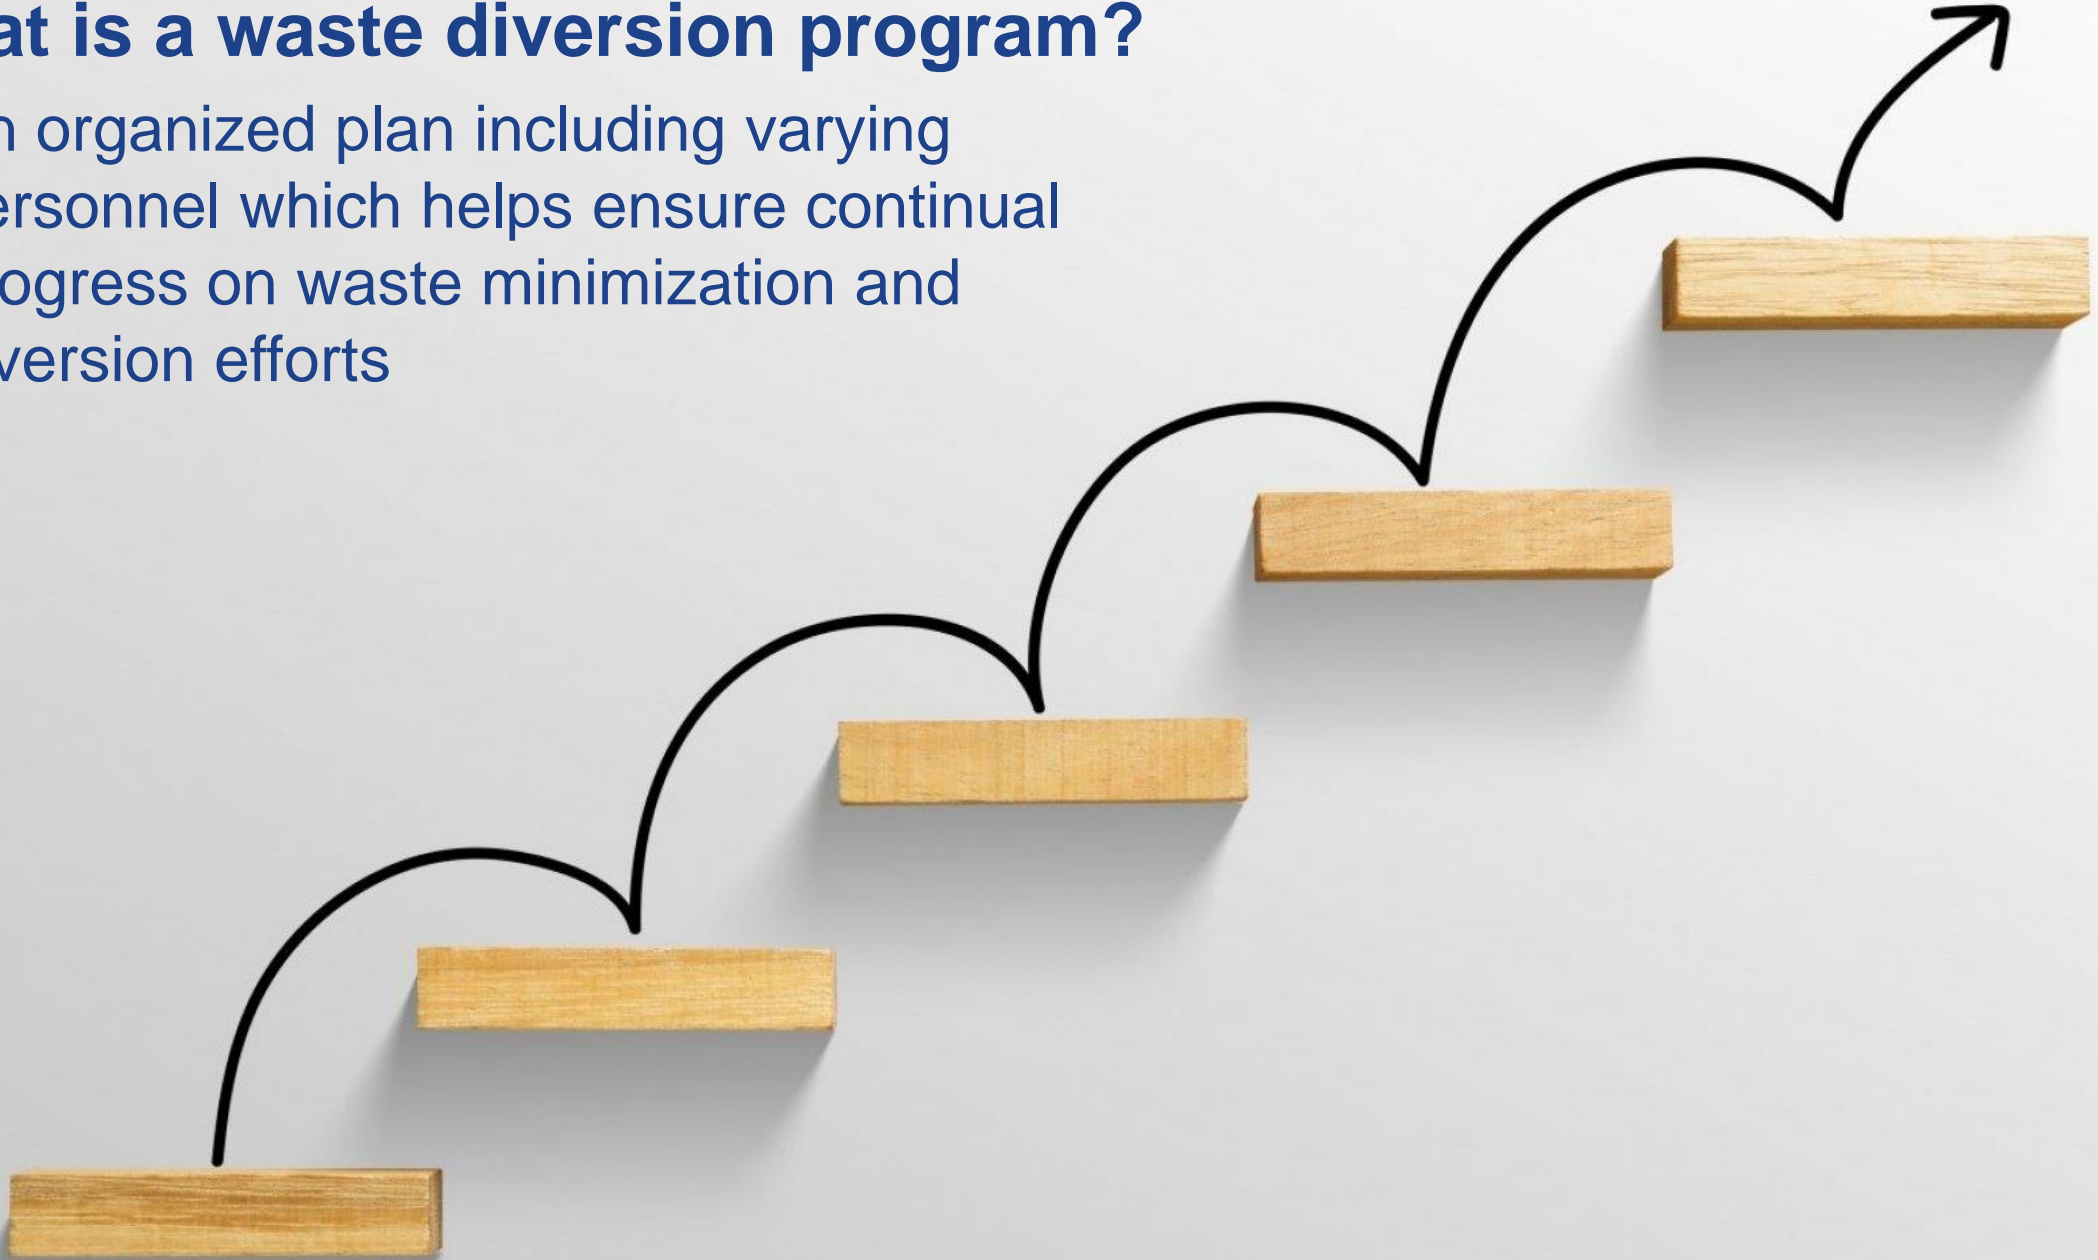 at is a waste diversion program?
n organized plan including varying
ersonnel which helps ensure continual
ogress on waste minimization and
version efforts